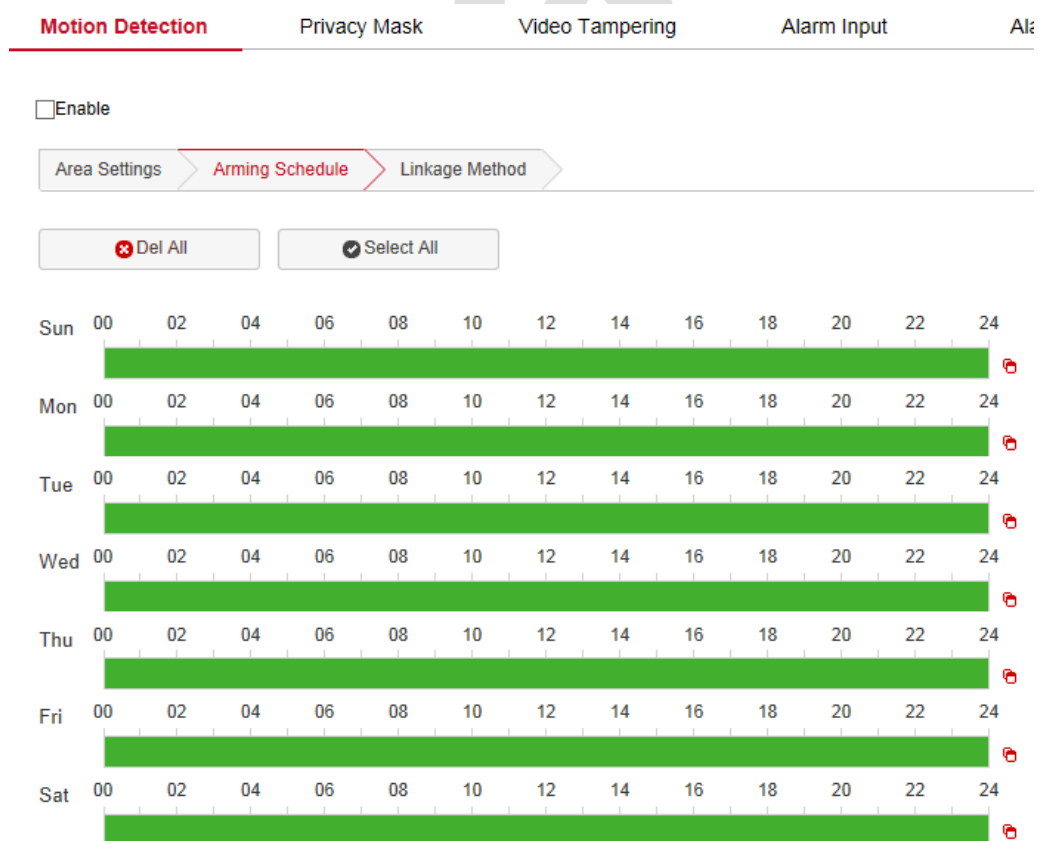 Motion Detection Privacy Mask Video Tampering Alarm Input Ala
Enable
Area Settings Arming Schedule Linkage Method
Del All Select All
Sun 00 02 04 06 08 10 12 14 16 18 20 22 24
Mon 00 02 04 06 08 10 12 14 16 18 20 22 24
Tue 00 02 04 06 08 10 12 14 16 18 20 22 24
Wed 00 02 04 06 08 10 12 14 16 18 20 22 24
Thu 00 02 04 06 08 10 12 14 16 18 20 22 24
Fri 00 02 04 06 08 10 12 14 16 18 20 22 24
Sat 00 02 04 06 08 10 12 14 16 18 20 22 24